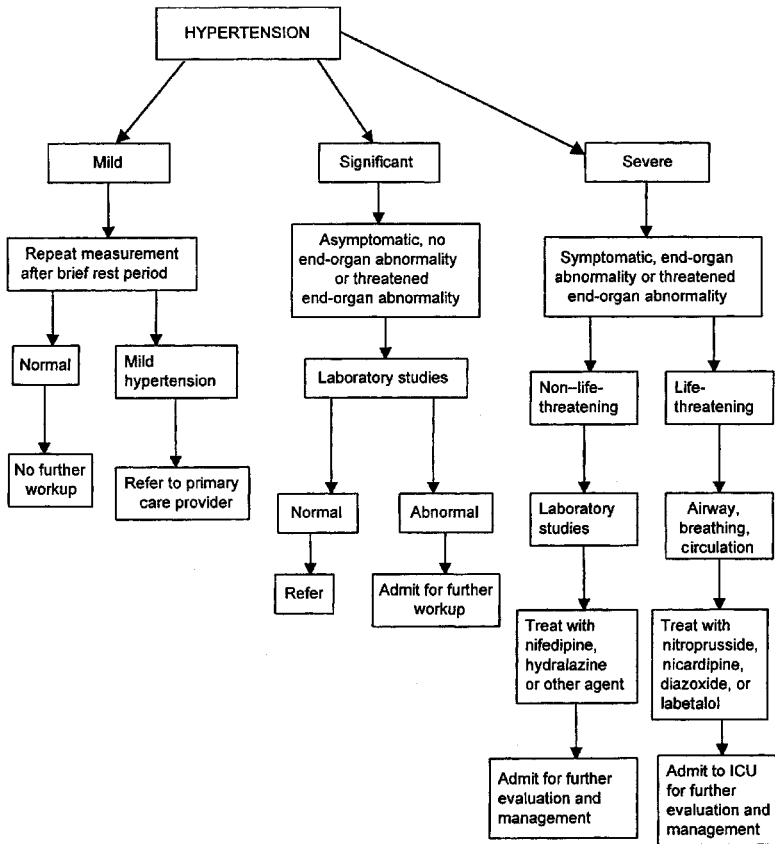 HYPERTENSION
Mild
Significant
Severe
Repeat measurement
after brief rest period
Asymptomatic, no
end-organ abnormality
or threatened
end-organ abnormality
Symptomatic, end-organ
abnormality or threatened
end-organ abnormality
Normal
Mild
hypertension
Laboratory studies
Non–life-
threatening
Life-
threatening
No further
workup
Refer to primary
care provider
Normal
Abnormal
Laboratory
studies
Airway,
breathing,
circulation
Refer
Admit for further
workup
Treat with
nifedipine,
hydralazine
or other agent
Treat with
nitroprusside,
nicardipine,
diazoxide, or
labetalol
Admit for further
evaluation and
management
Admit to ICU
for further
evaluation and
management